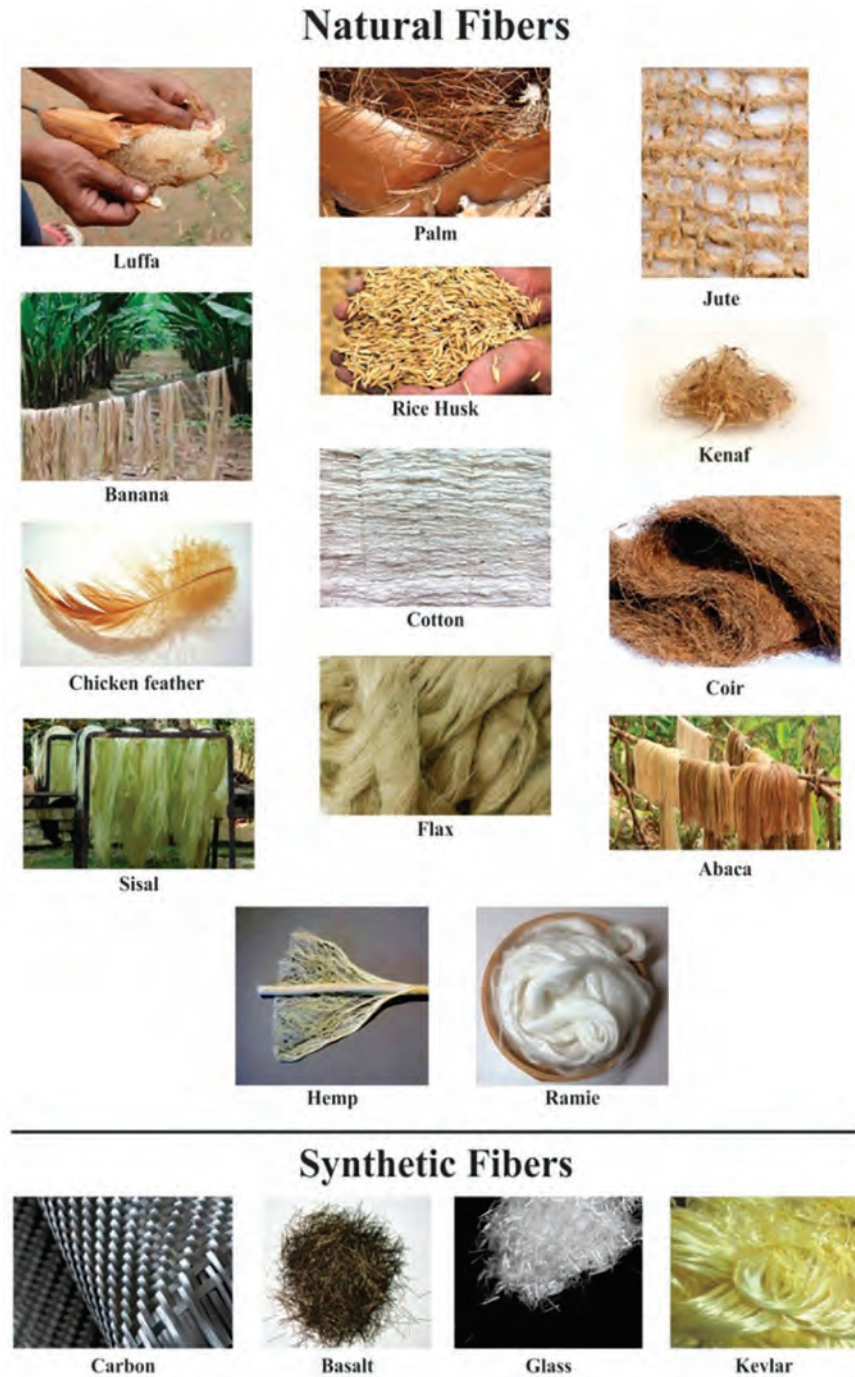 Natural Fibers
Luffa
Palm
Jute
Banana
Rice Husk
Kenaf
Chicken feather
Cotton
Coir
Sisal
Flax
Abaca
Hemp
Ramie
Synthetic Fibers
Carbon
Basalt
Glass
Kevlar